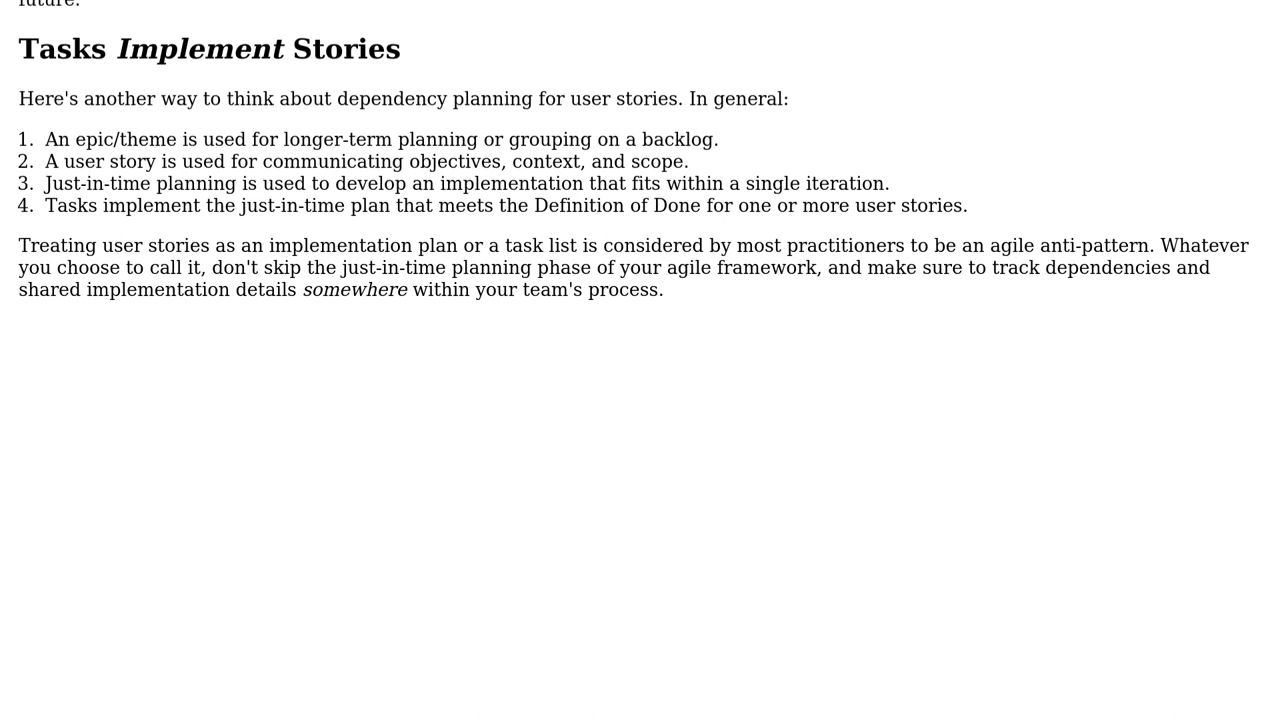 future.
Tasks Implement Stories
Here's another way to think about dependency planning for user stories. In general:
1. An epic/theme is used for longer-term planning or grouping on a backlog.
2. A user story is used for communicating objectives, context, and scope.
3. Just-in-time planning is used to develop an implementation that fits within a single iteration.
4. Tasks implement the just-in-time plan that meets the Definition of Done for one or more user stories.
Treating user stories as an implementation plan or a task list is considered by most practitioners to be an agile anti-pattern. Whatever
you choose to call it, don't skip the just-in-time planning phase of your agile framework, and make sure to track dependencies and
shared implementation details somewhere within your team's process.